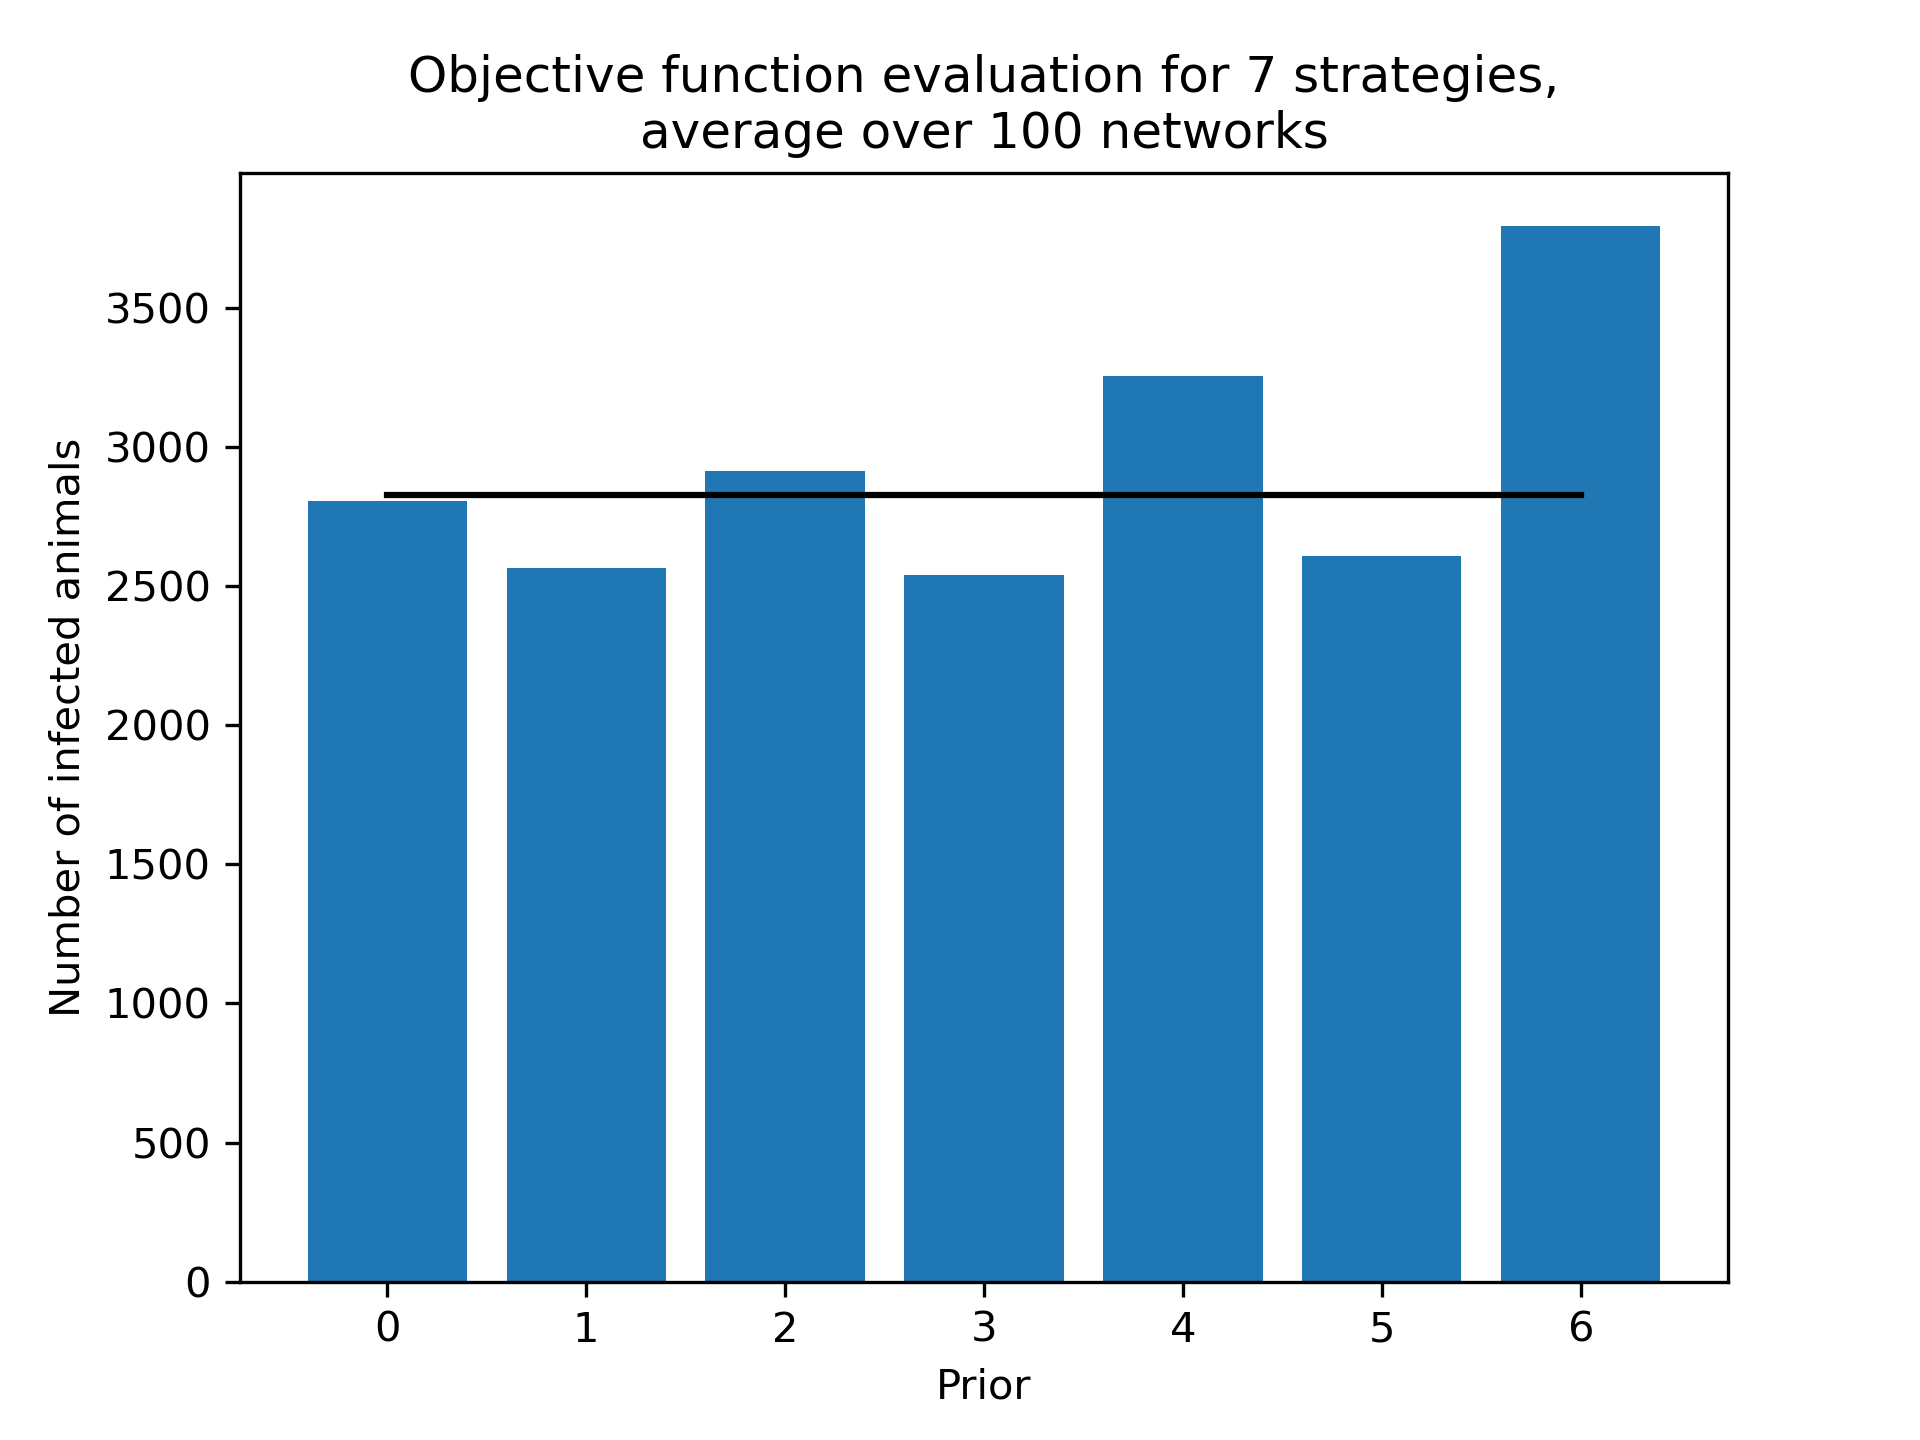 Objective function evaluation for 7 strategies,
average over 100 networks
Number of infected animals
3500
3000
2500
2000
1500
1000
500
0
0 1 2 3 4 5 6
Prior